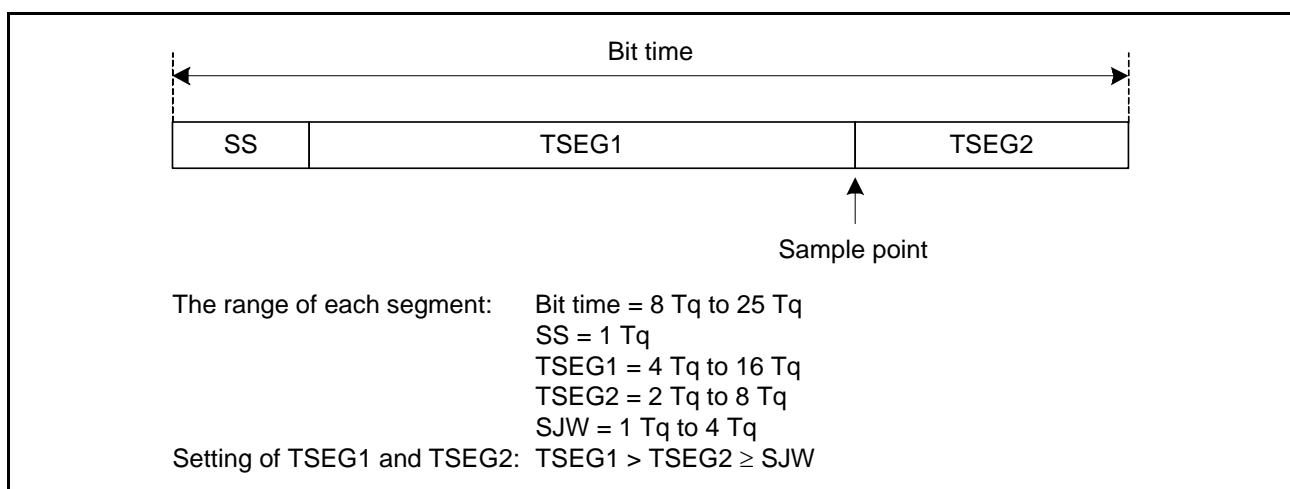 Bit time
SS TSEG1 TSEG2
Sample point
The range of each segment: Bit time = 8 Tq to 25 Tq
SS = 1 Tq
TSEG1 = 4 Tq to 16 Tq
TSEG2 = 2 Tq to 8 Tq
SJW = 1 Tq to 4 Tq
Setting of TSEG1 and TSEG2: TSEG1 > TSEG2 ≥ SJW